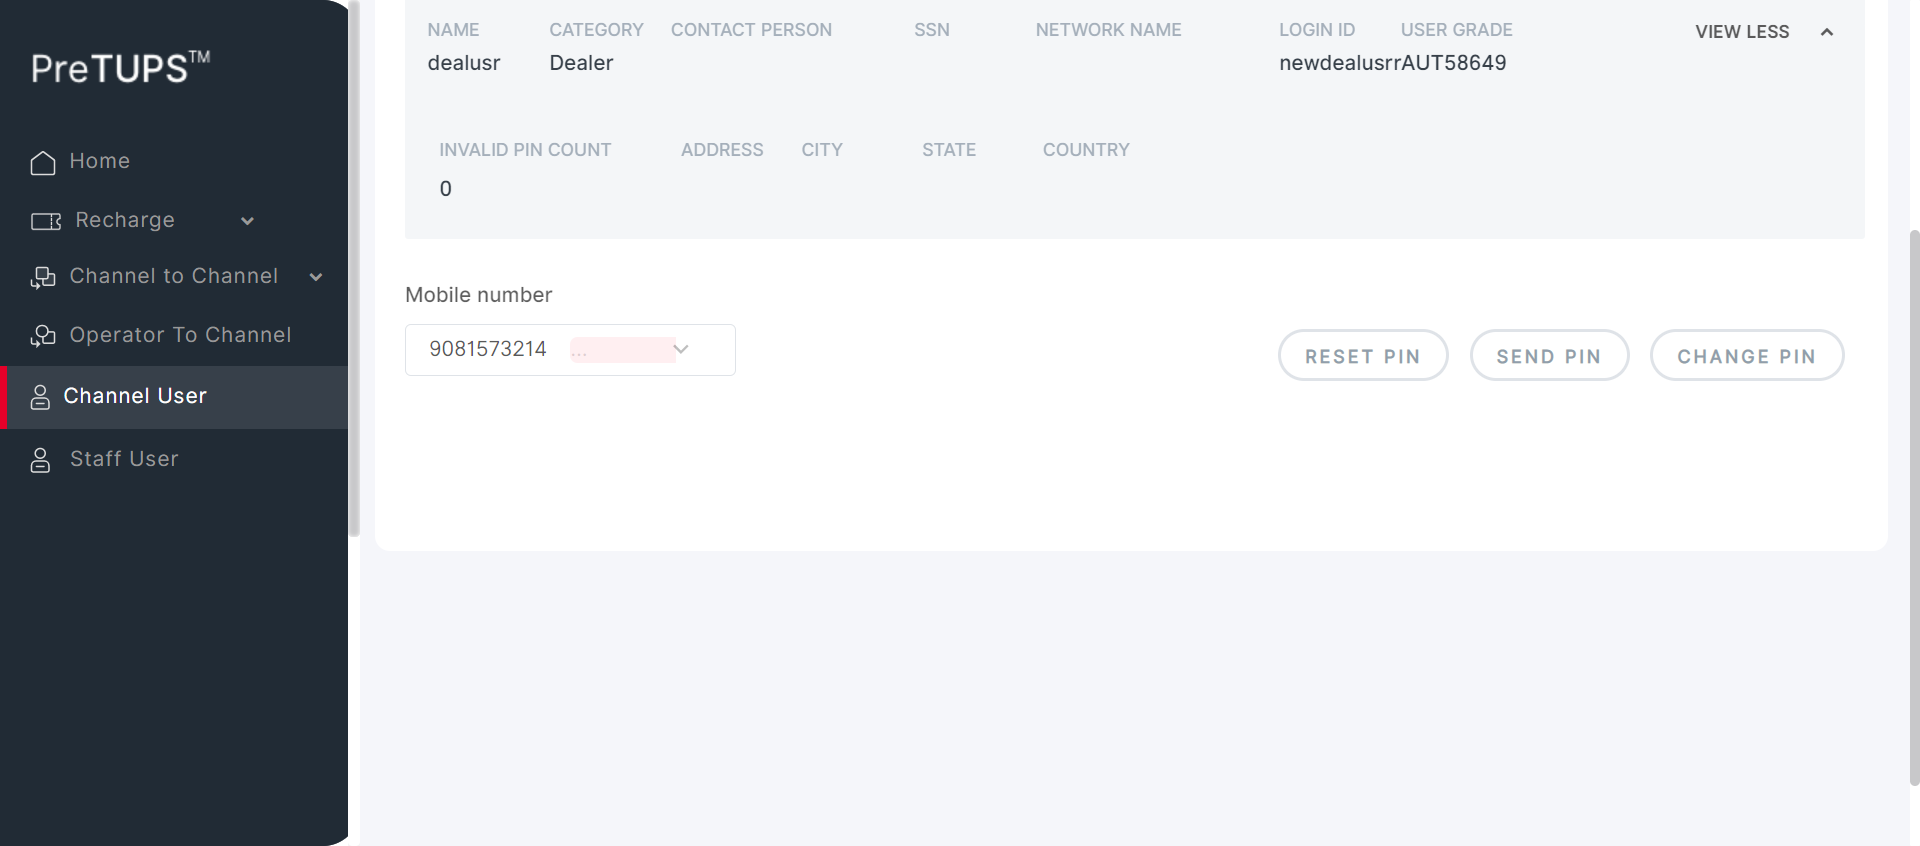 PreTUPS™
Home
Recharge
Channel to Channel
Operator To Channel
Channel User
Staff User
NAME CATEGORY CONTACT PERSON SSN NETWORK NAME LOGIN ID USER GRADE VIEW LESS
dealusr Dealer newdealusrrAUT58649
INVALID PIN COUNT ADDRESS CITY STATE COUNTRY
0
Mobile number
9081573214 ...
RESET PIN SEND PIN CHANGE PIN